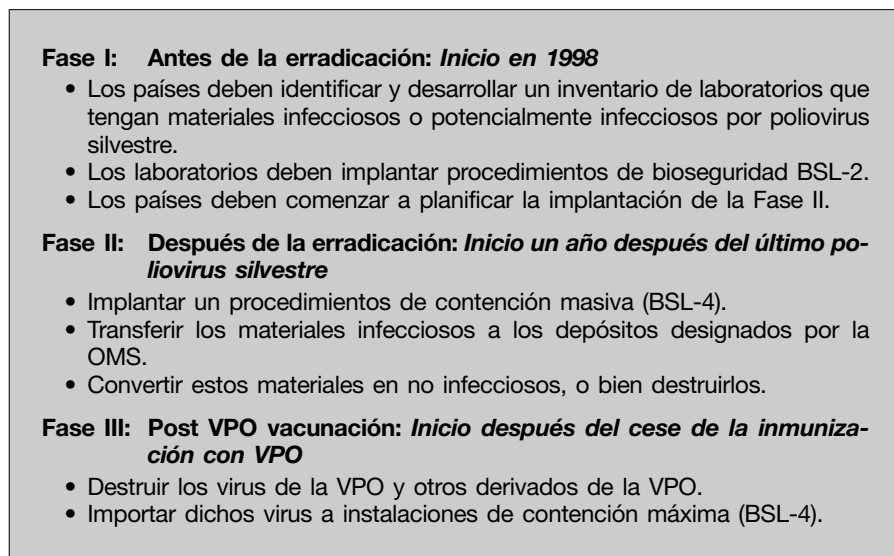 Fase I: Antes de la erradicación: Inicio en 1998
• Los países deben identificar y desarrollar un inventario de laboratorios que
tengan materiales infecciosos o potencialmente infecciosos por poliovirus
silvestre.
• Los laboratorios deben implantar procedimientos de bioseguridad BSL-2.
• Los países deben comenzar a planificar la implantación de la Fase II.
Fase II: Después de la erradicación: Inicio un año después del último po-
liovirus silvestre
• Implantar un procedimientos de contención masiva (BSL-4).
• Transferir los materiales infecciosos a los depósitos designados por la
OMS.
• Convertir estos materiales en no infecciosos, o bien destruirlos.
Fase III: Post VPO vacunación: Inicio después del cese de la inmuniza-
ción con VPO
• Destruir los virus de la VPO y otros derivados de la VPO.
• Importar dichos virus a instalaciones de contención máxima (BSL-4).